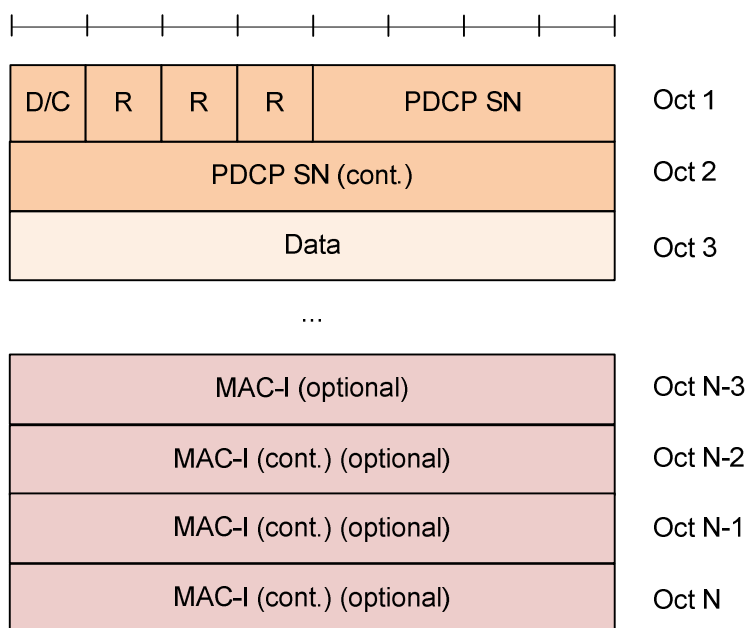 D/C R R R PDCP SN Oct 1
PDCP SN (cont.) Oct 2
Data Oct 3
...
MAC-I (optional) Oct N-3
MAC-I (cont.) (optional) Oct N-2
MAC-I (cont.) (optional) Oct N-1
MAC-I (cont.) (optional) Oct N